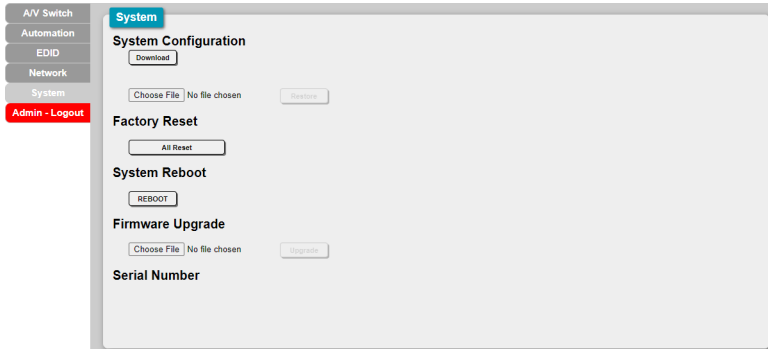 A/V Switch
Automation
EDID
Network
System
Admin - Logout
System
System Configuration
Download
Choose File No file chosen Restore
Factory Reset
All Reset
System Reboot
REBOOT
Firmware Upgrade
Choose File No file chosen Upgrade
Serial Number